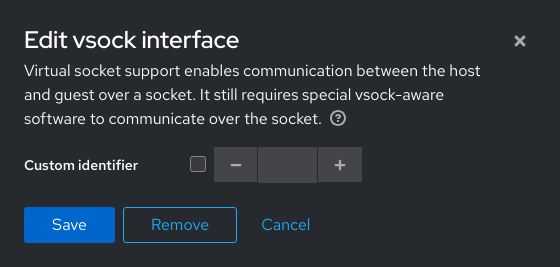 Edit vsock interface
Virtual socket support enables communication between the host
and guest over a socket. It still requires special vsock-aware
software to communicate over the socket.
Custom identifier
Save Remove Cancel